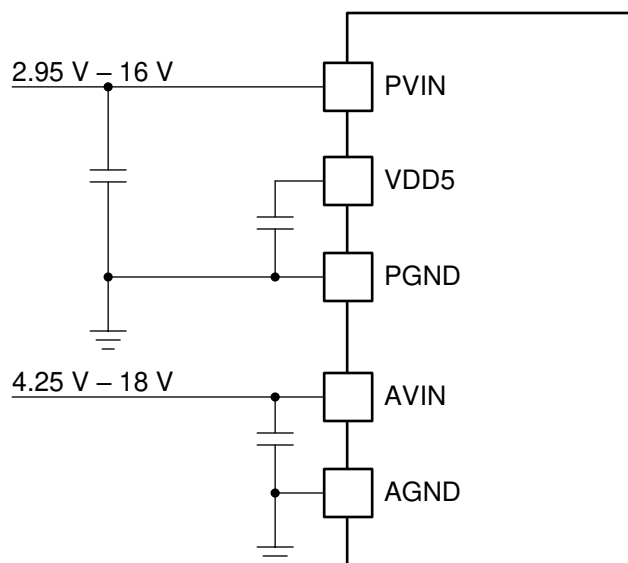 2.95 V – 16 V
PVIN
VDD5
PGND
4.25 V – 18 V
AVIN
AGND